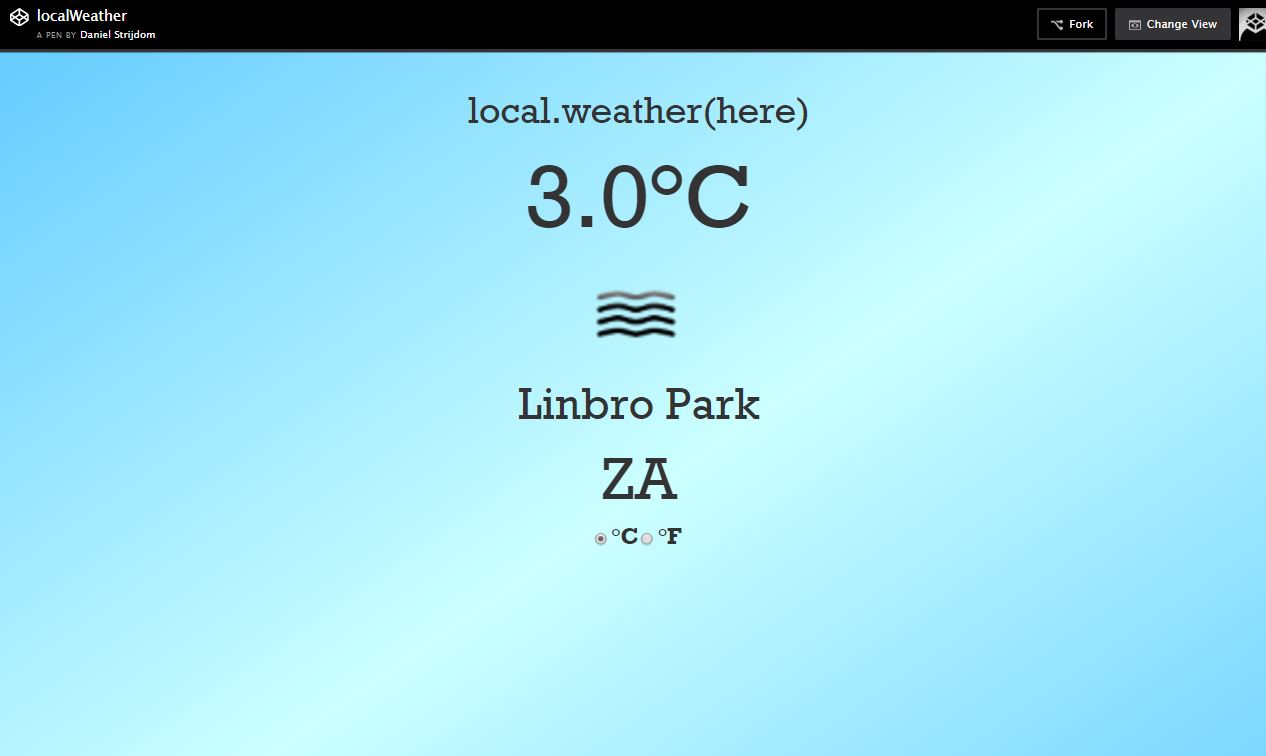 localWeather
A PEN BY Daniel Strijdom
Fork
Change View
local.weather(here)
3.0°C
Linbro Park
ZA
°C °F